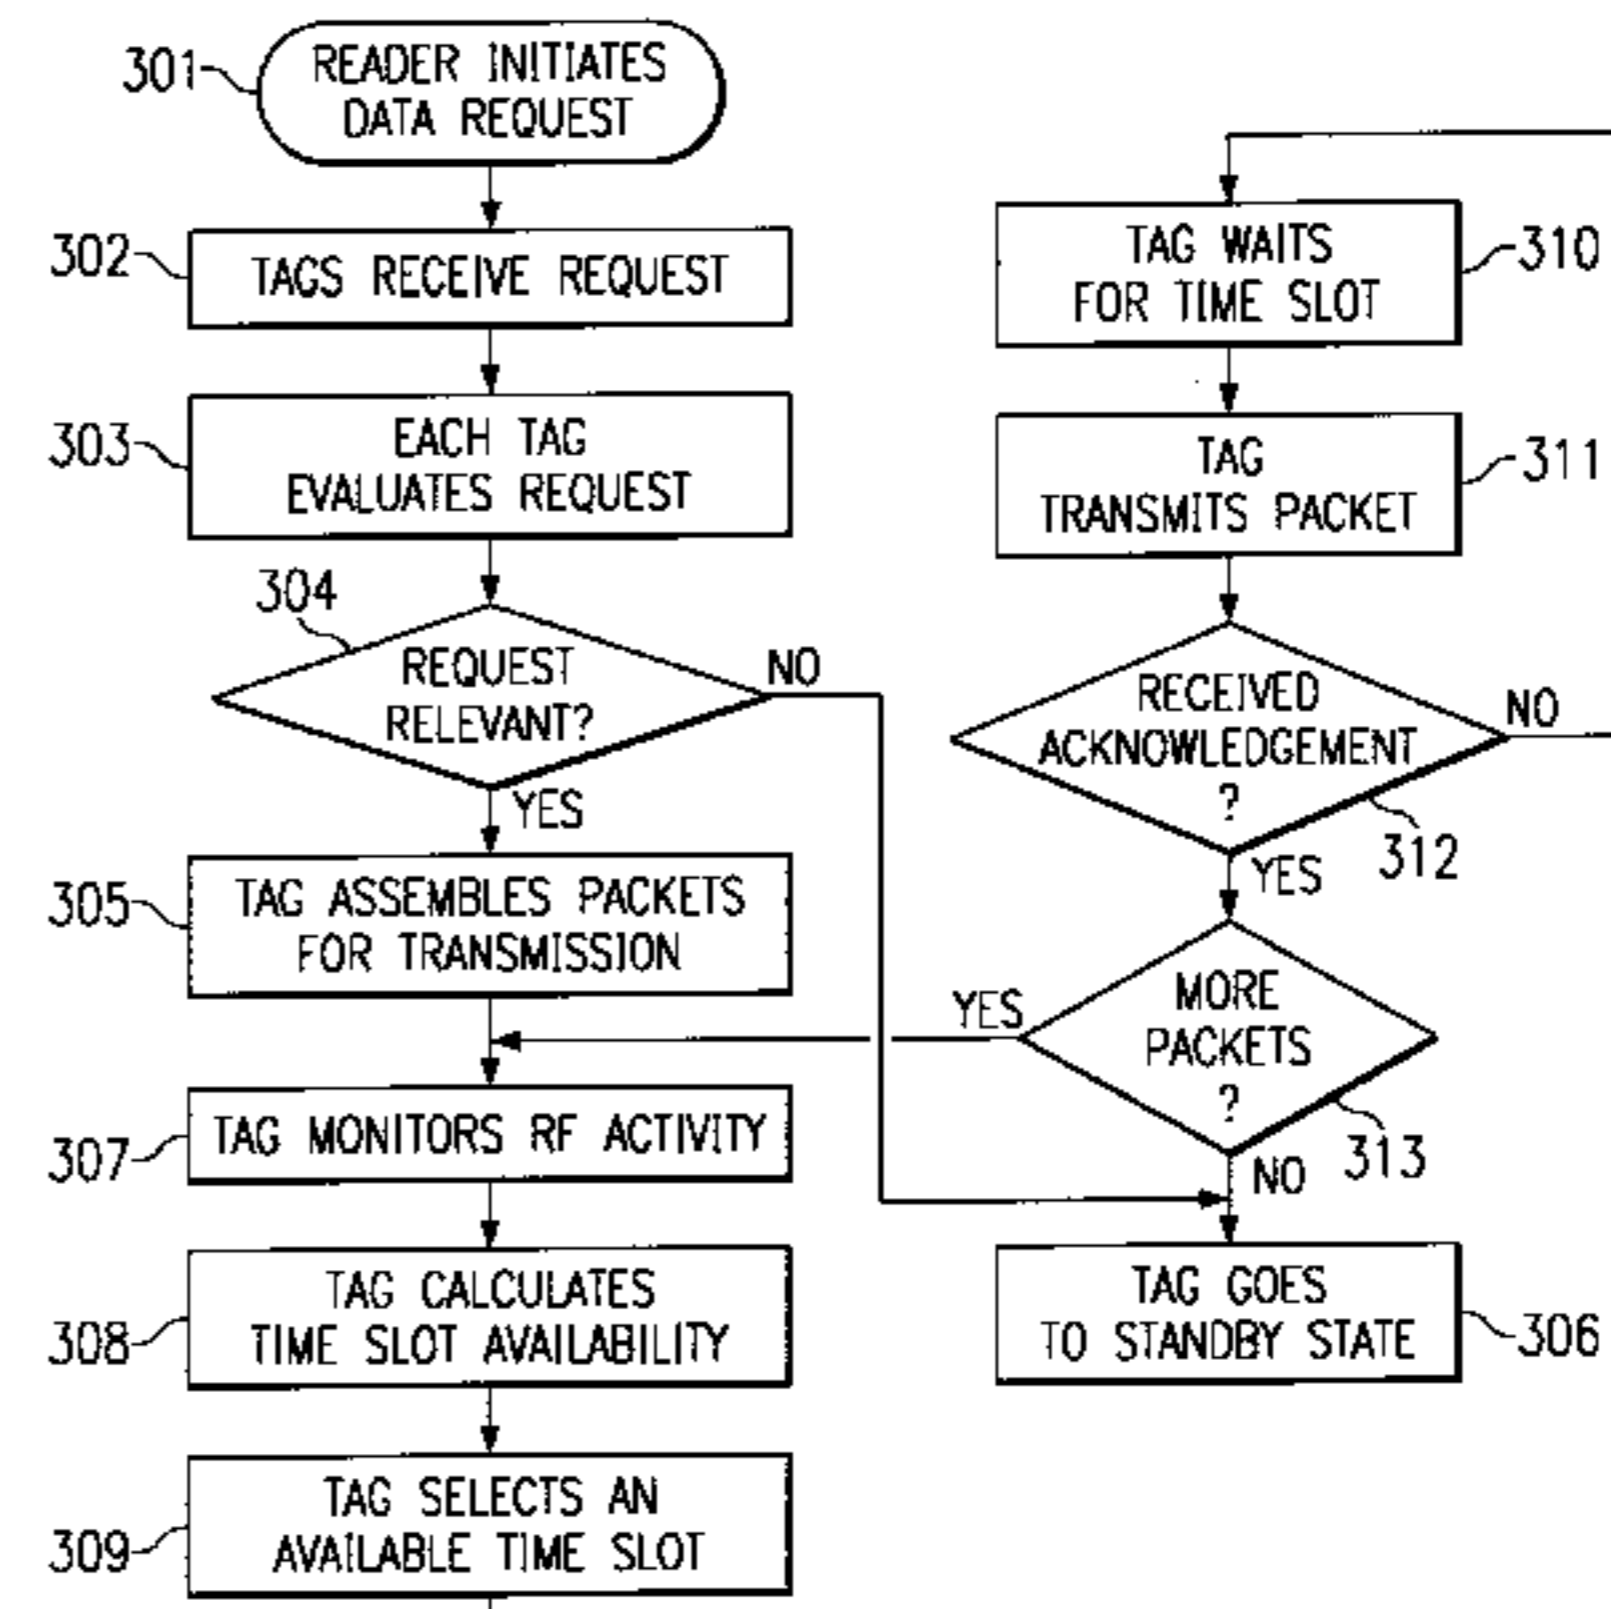 301
READER INITIATES
DATA REQUEST
302
TAGS RECEIVE REQUEST
303
EACH TAG
EVALUATES REQUEST
304
REQUEST
RELEVANT?
NO
YES
305
TAG ASSEMBLES PACKETS
FOR TRANSMISSION
307
TAG MONITORS RF ACTIVITY
308
TAG CALCULATES
TIME SLOT AVAILABILITY
309
TAG SELECTS AN
AVAILABLE TIME SLOT
TAG WAITS
FOR TIME SLOT
310
TAG
TRANSMITS PACKET
311
RECEIVED
ACKNOWLEDGEMENT
?
NO
312
YES
MORE
PACKETS
?
YES
313
NO
TAG GOES
TO STANDBY STATE
306